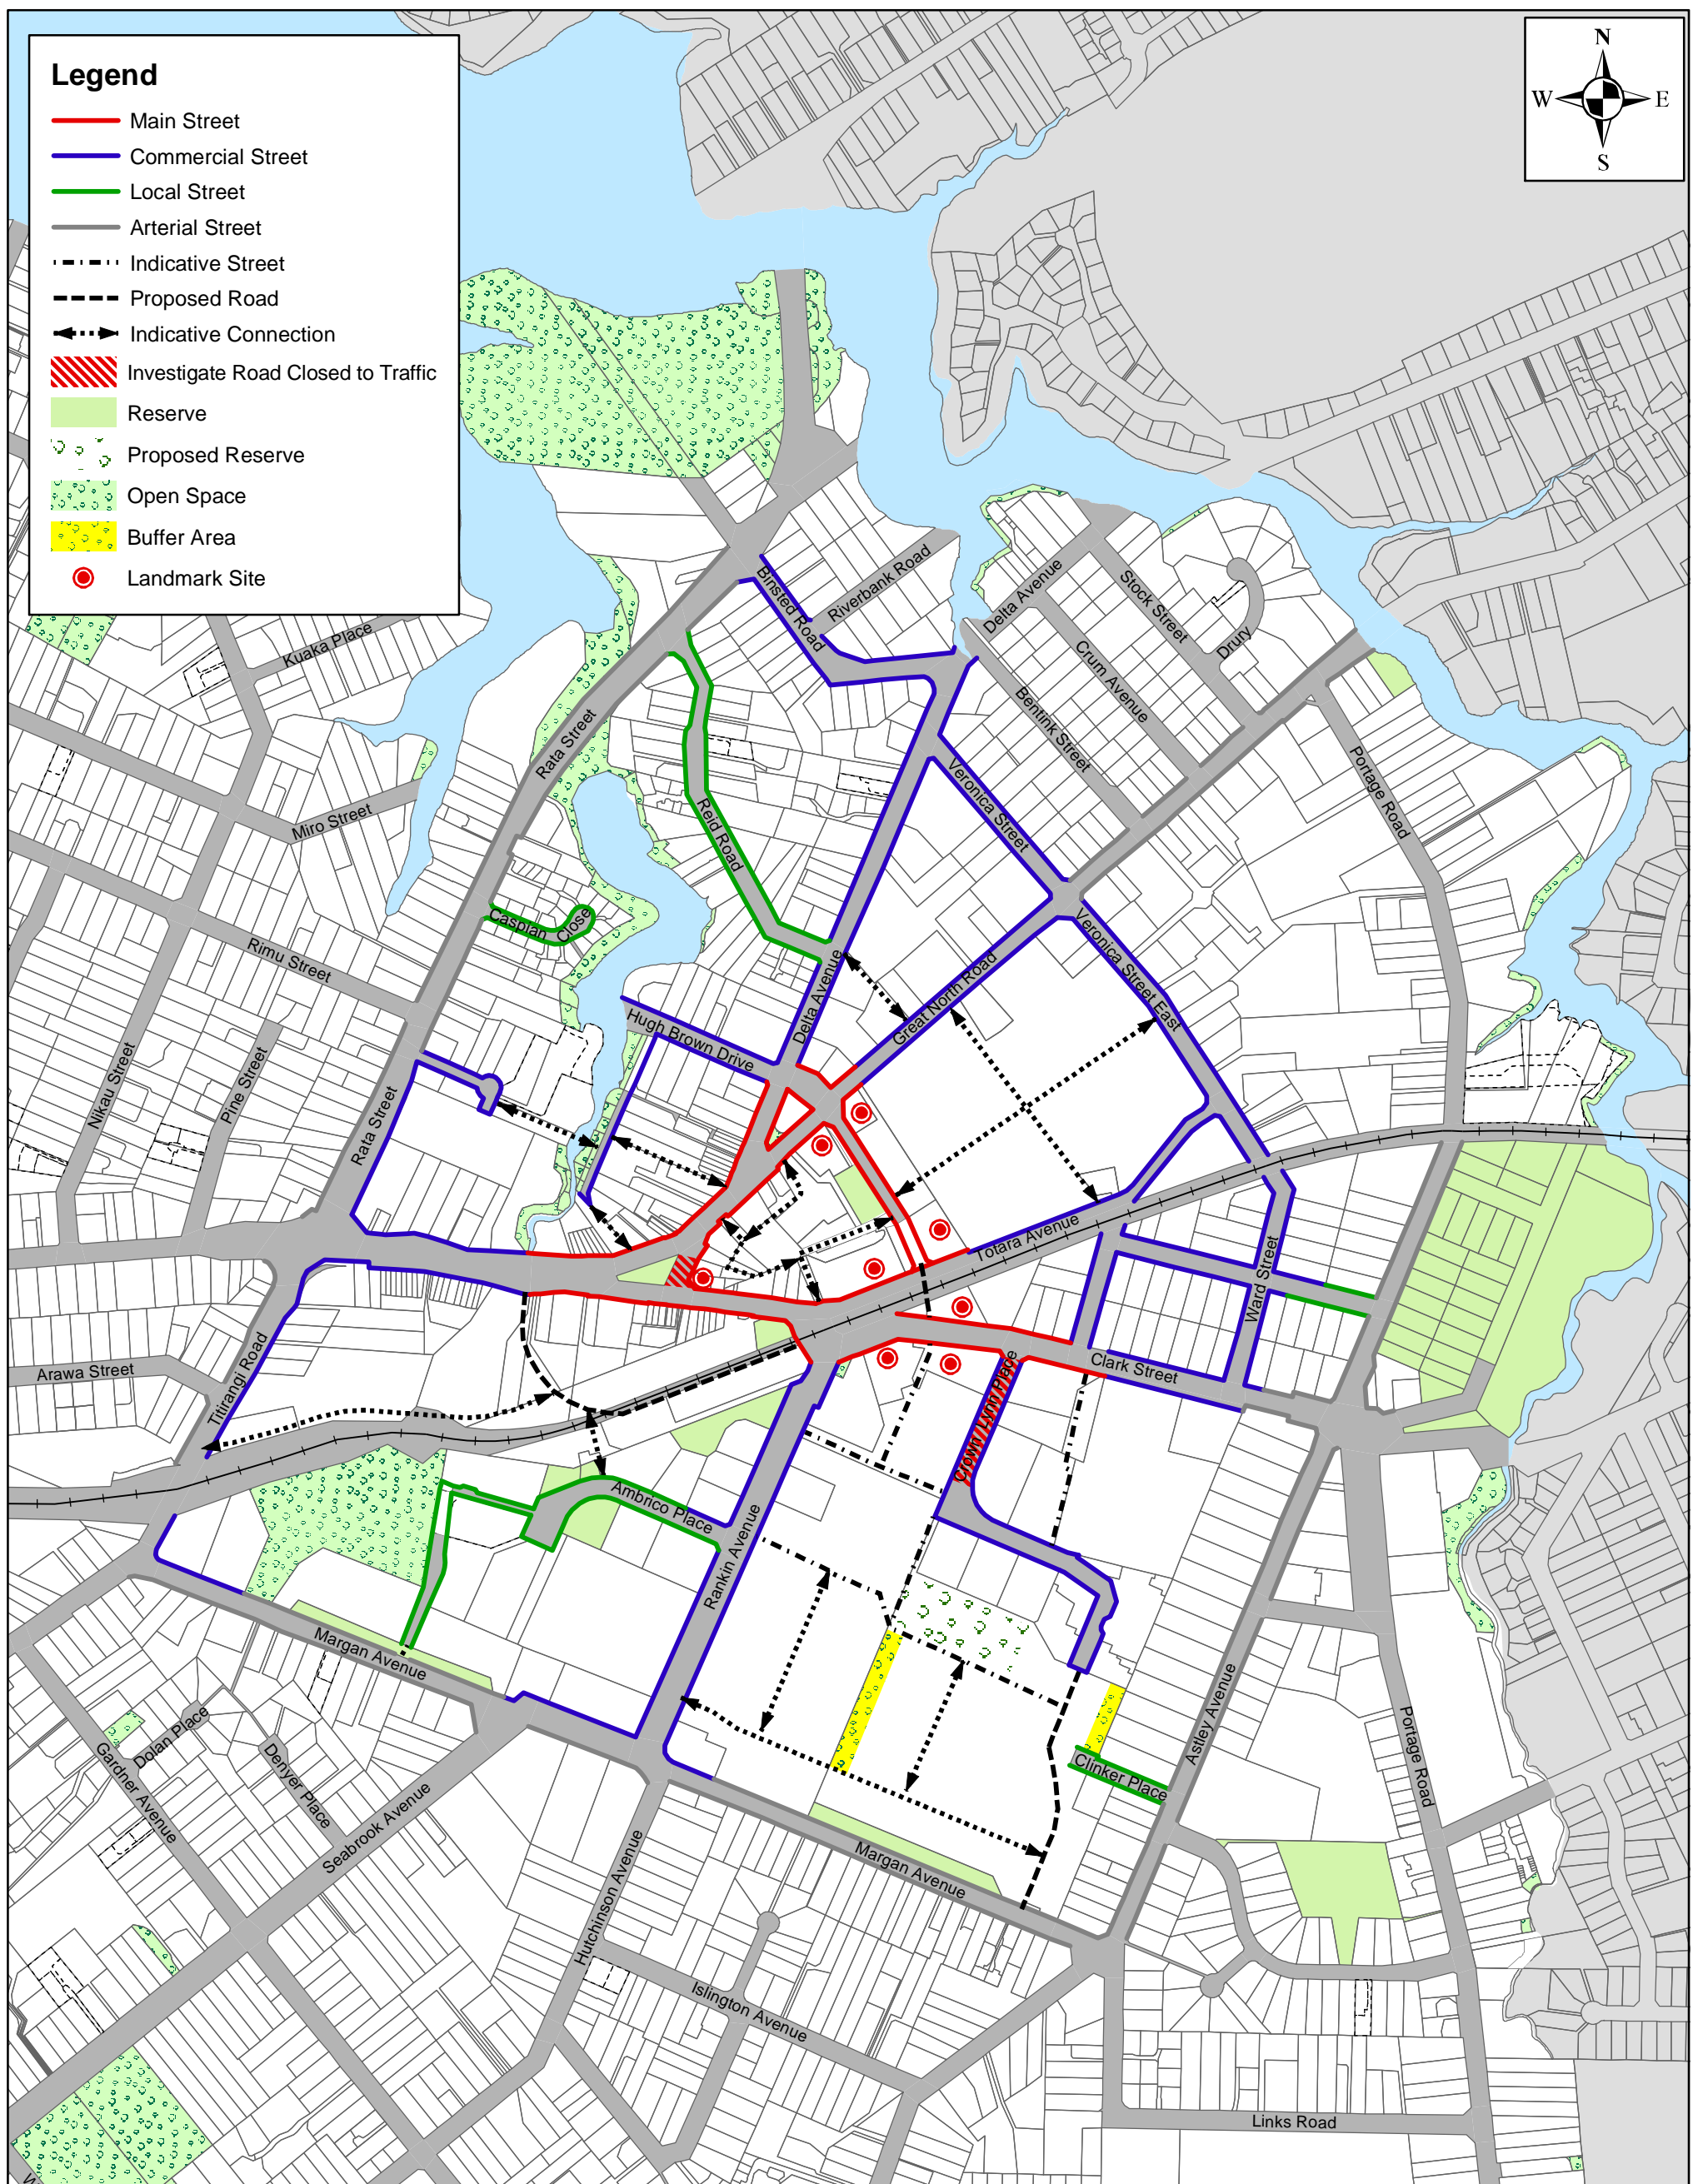 Legend
Main Street
Commercial Street
Local Street
Arterial Street
Indicative Street
Proposed Road
Indicative Connection
Investigate Road Closed to Traffic
Reserve
Proposed Reserve
Open Space
Buffer Area
Landmark Site
N
W E
S
Kuaka Place
Binsted Road
Riverbank Road
Delta Avenue
Stock Street
Drury
Crum Avenue
Bentink Street
Rata Street
Miro Street
Veronica Street
Portage Road
Reid Road
Caspian Close
Rimu Street
Veronica Street East
Great North Road
Delta Avenue
Hugh Brown Drive
Nikau Street
Pine Street
Rata Street
Totara Avenue
Ward Street
Arawa Street
Titirangi Road
Clark Street
Crown Lynn Place
Ambrico Place
Rankin Avenue
Margan Avenue
Dolan Place
Denyer Place
Gardner Avenue
Seabrook Avenue
Astley Avenue
Clinker Place
Portage Road
Margan Avenue
Hutchinson Avenue
Islington Avenue
Links Road